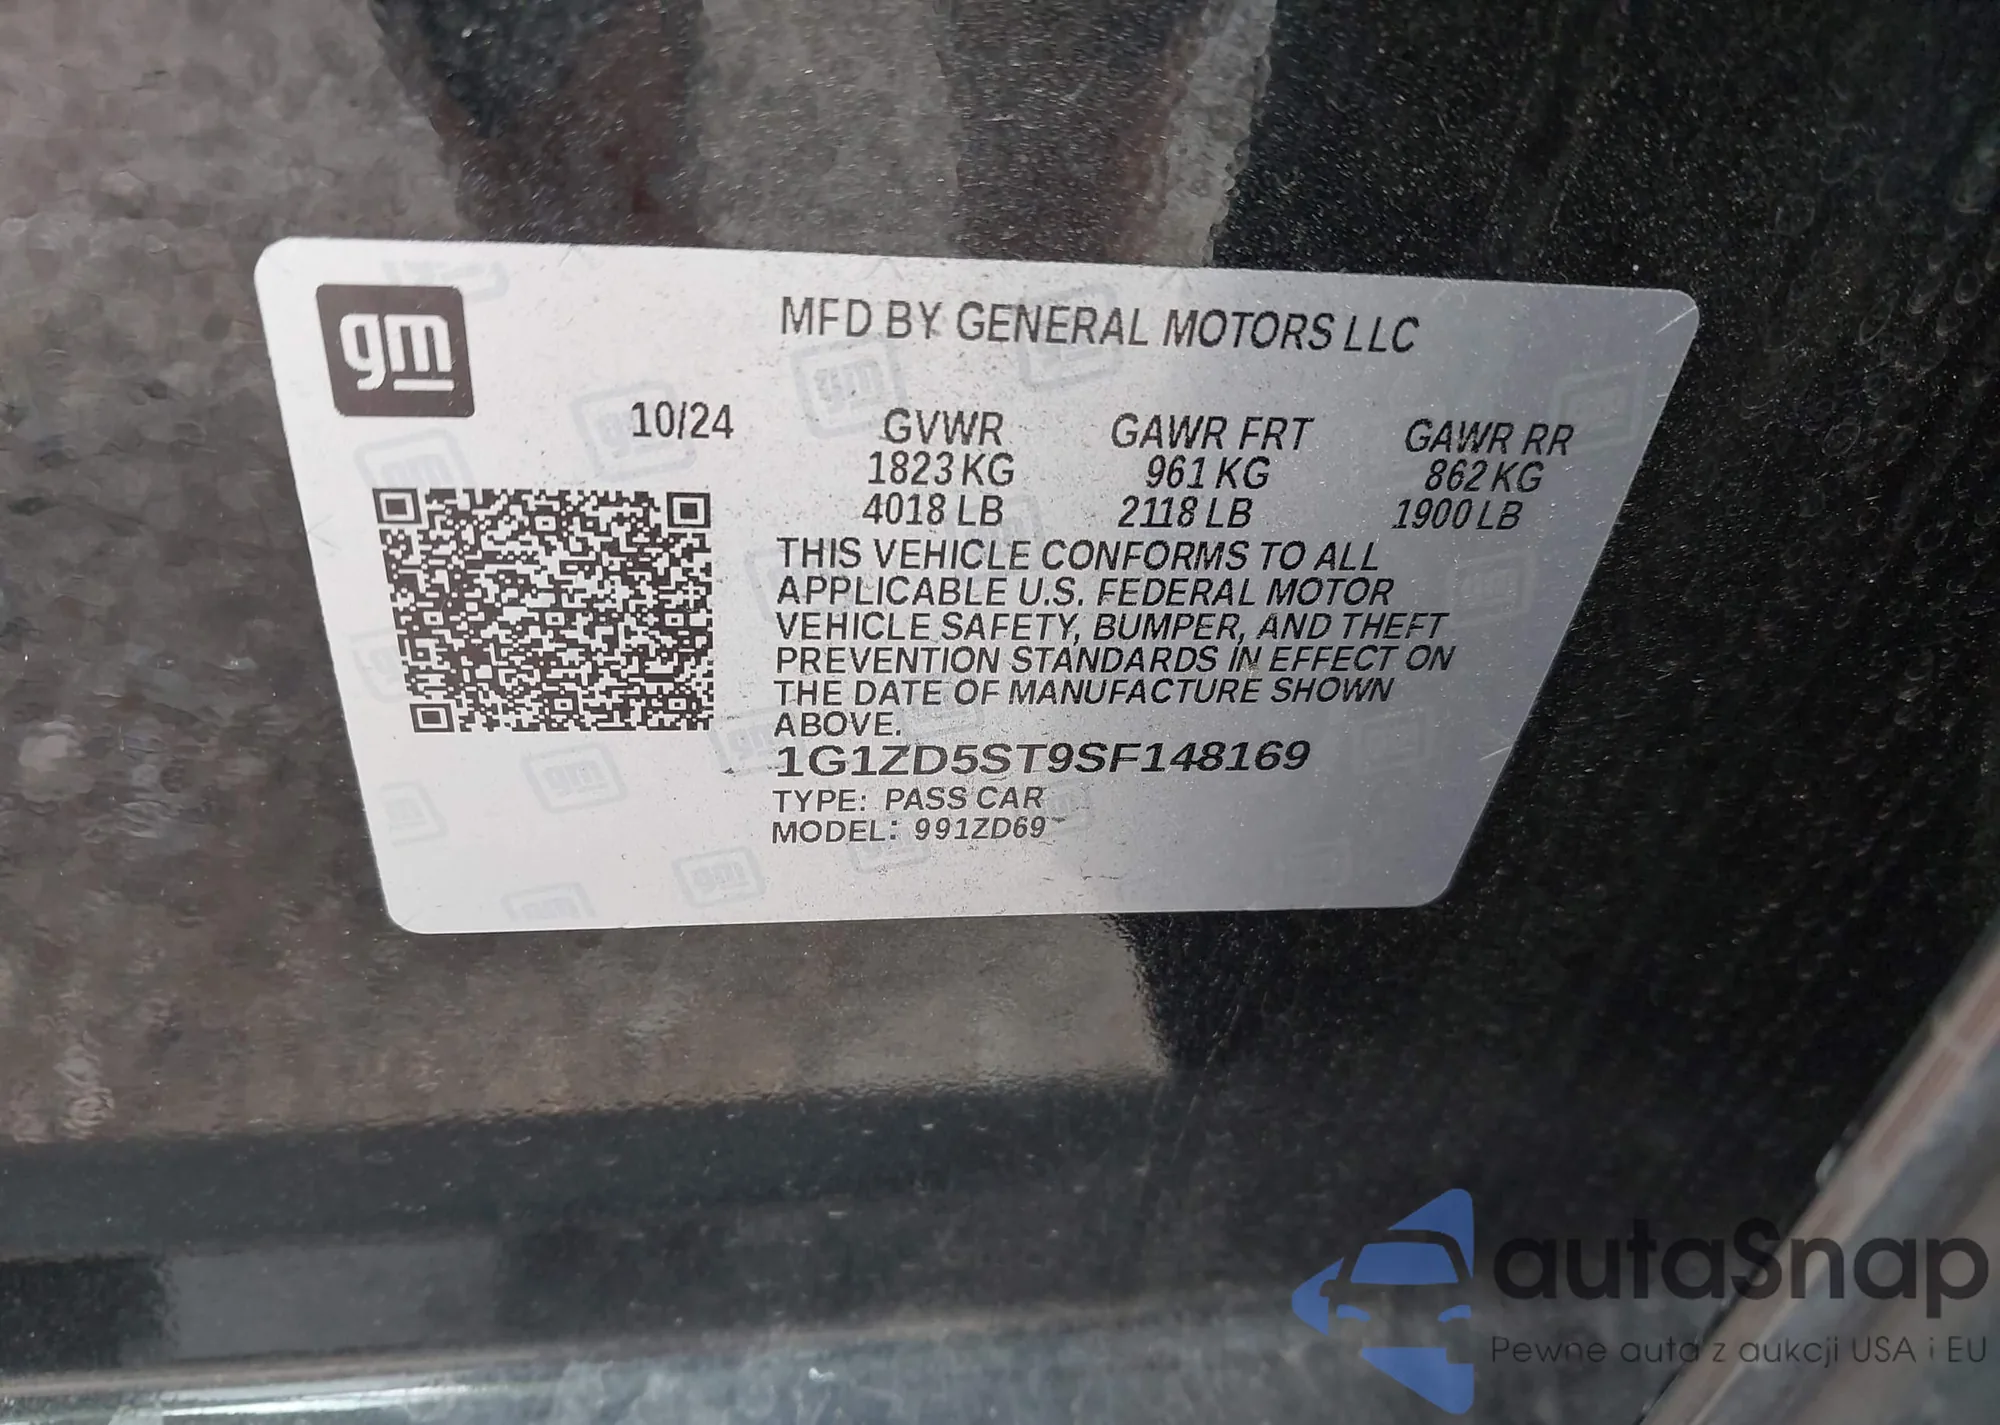 gm
MFD BY GENERAL MOTORS LLC
10/24 GVWR GAWR FRT GAWR RR
1823 KG 961 KG 862 KG
4018 LB 2118 LB 1900 LB
THIS VEHICLE CONFORMS TO ALL
APPLICABLE U.S. FEDERAL MOTOR
VEHICLE SAFETY, BUMPER, AND THEFT
PREVENTION STANDARDS IN EFFECT ON
THE DATE OF MANUFACTURE SHOWN
ABOVE.
1G1ZD5ST9SF148169
TYPE: PASS CAR
MODEL: 991ZD69
autaSnap
Pewne auta z aukcji USA i EU